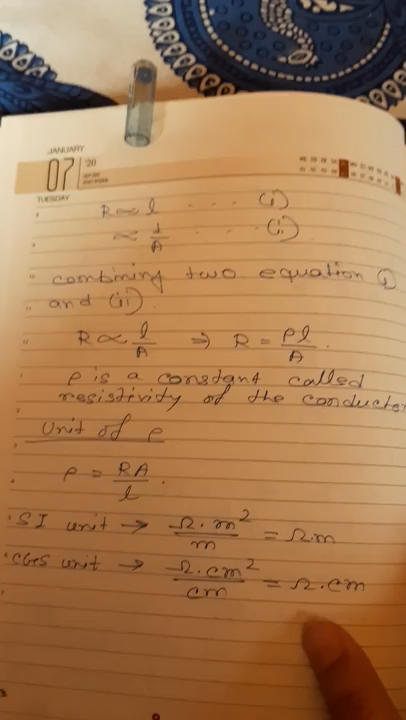 JANUARY
07 '20
TUESDAY
R ∝ l . . . . (i)
∝ 1/A . . . . (ii)
combining two equation (i)
and (ii)
R ∝ l/A ⇒ R = ρl/A .
ρ is a constant called
resistivity of the conductor
Unit of ρ
ρ = RA/l .
SI unit → Ω.m²/m = Ωm
CGS unit → Ω.cm²/cm = Ω.cm